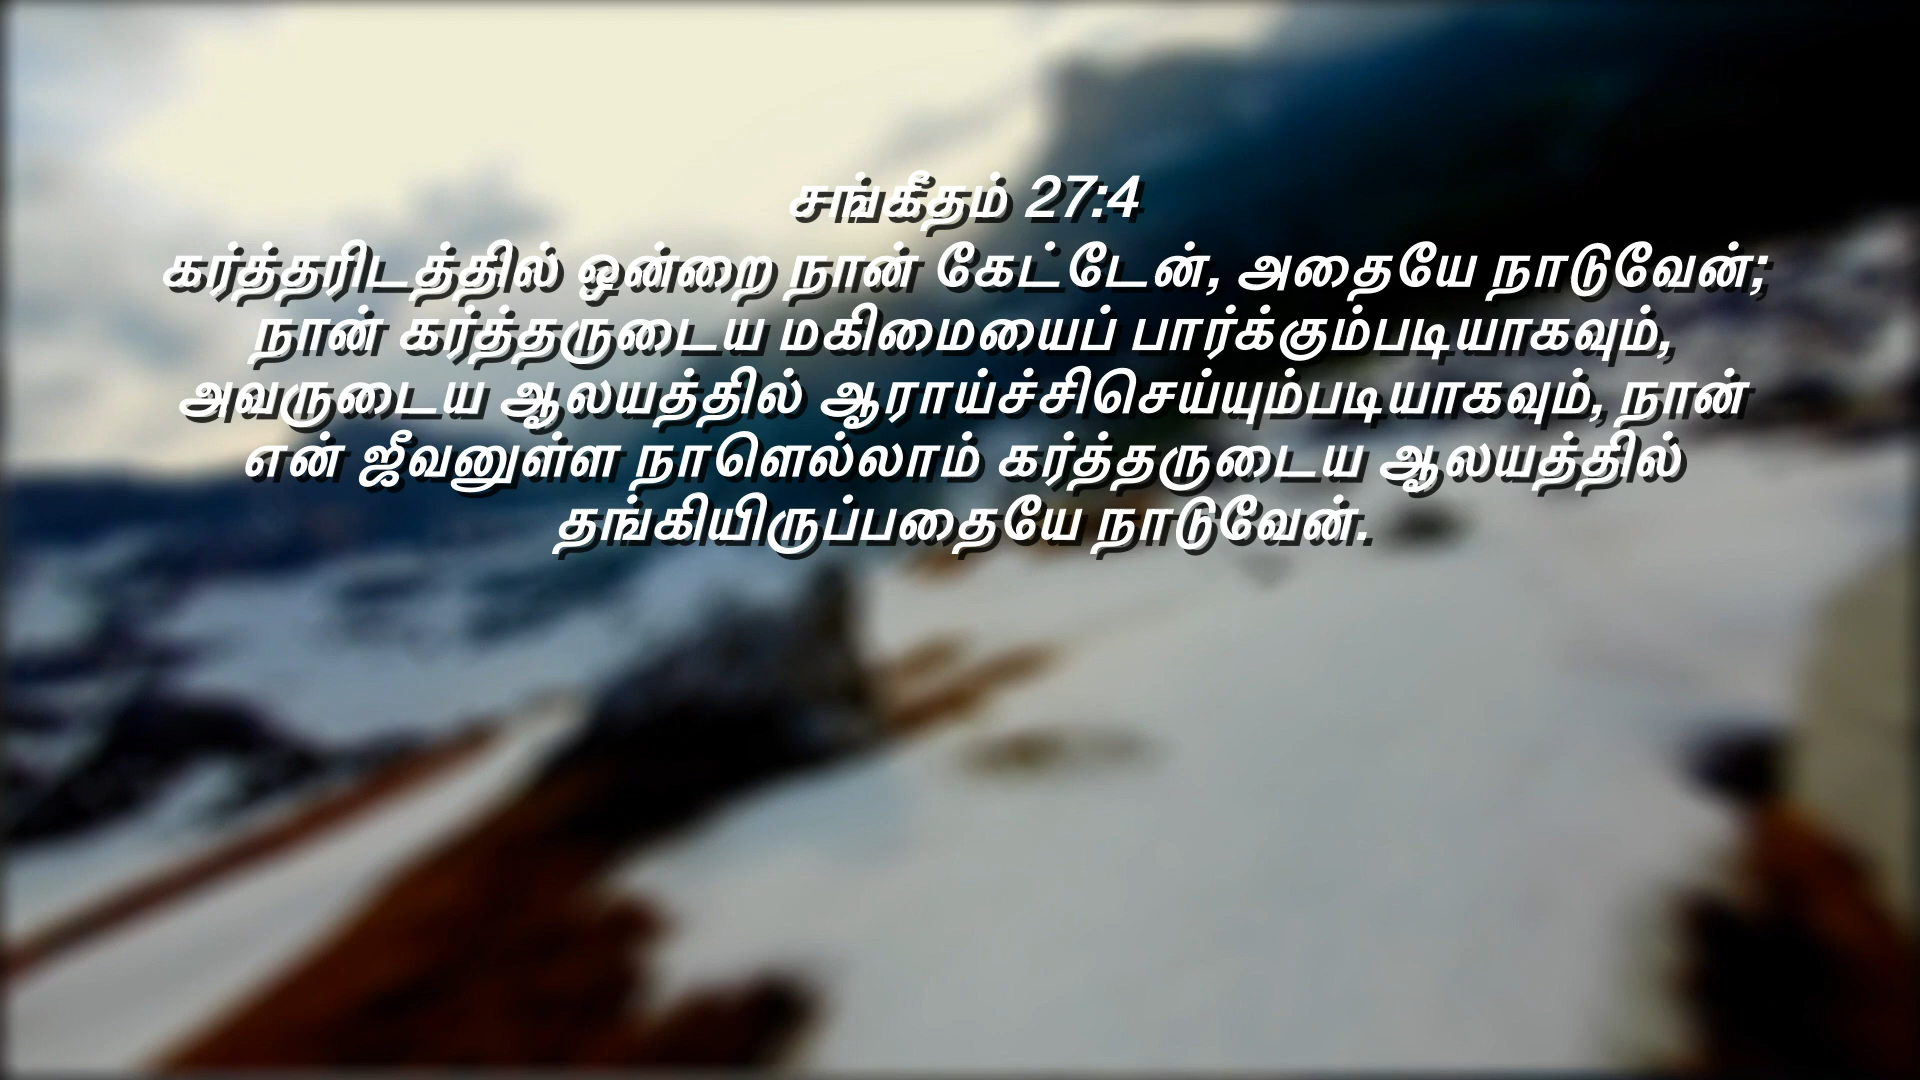 சங்கீதம் 27:4
கர்த்தரிடத்தில் ஒன்றை நான் கேட்டேன், அதையே நாடுவேன்;
நான் கர்த்தருடைய மகிமையைப் பார்க்கும்படியாகவும்,
அவருடைய ஆலயத்தில் ஆராய்ச்சிசெய்யும்படியாகவும், நான்
என் ஜீவனுள்ள நாளெல்லாம் கர்த்தருடைய ஆலயத்தில்
தங்கியிருப்பதையே நாடுவேன்.